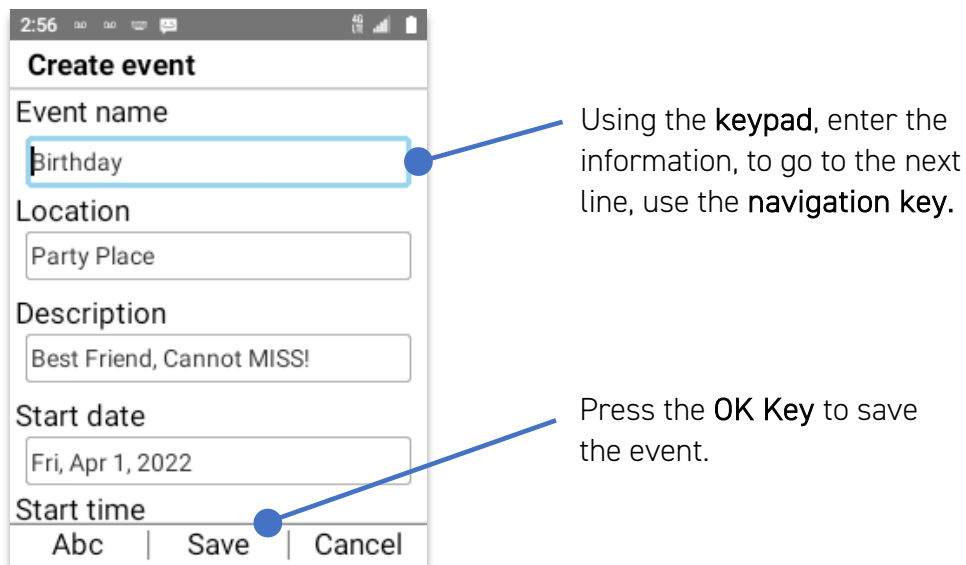 2:56
4G
LTE
Create event
Event name
Birthday
Location
Party Place
Description
Best Friend, Cannot MISS!
Start date
Fri, Apr 1, 2022
Start time
Abc | Save | Cancel
Using the keypad, enter the
information, to go to the next
line, use the navigation key.
Press the OK Key to save
the event.